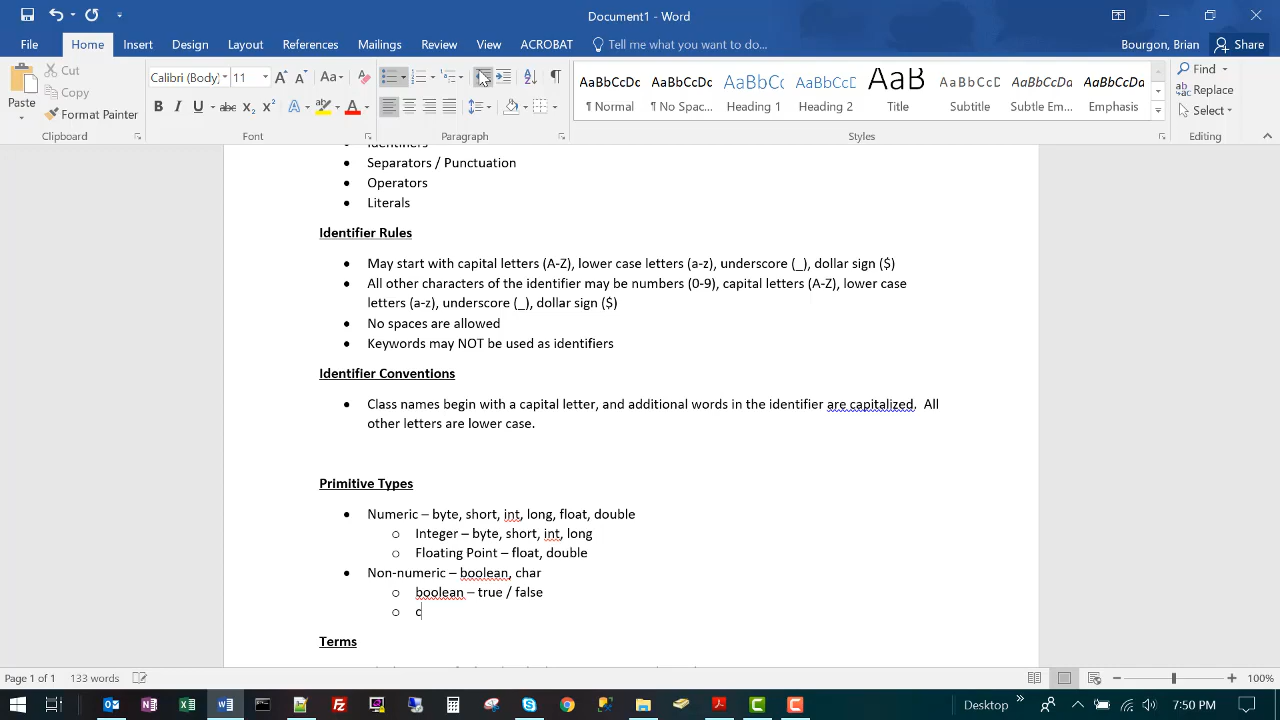 Document1 - Word
File Home Insert Design Layout References Mailings Review View ACROBAT Tell me what you want to do... Bourgon, Brian Share
Paste Cut Copy Format Painter
Calibri (Body) 11
Clipboard Font Paragraph Styles Editing
AaBbCcDc AaBbCcDc AaBbCc AaBbCcC AaB AaBbCcD AaBbCcDc AaBbCcDc
¶ Normal ¶ No Spac... Heading 1 Heading 2 Title Subtitle Subtle Em... Emphasis
Find
Replace
Select
Identifiers
Separators / Punctuation
Operators
Literals
Identifier Rules
May start with capital letters (A-Z), lower case letters (a-z), underscore (_), dollar sign ($)
All other characters of the identifier may be numbers (0-9), capital letters (A-Z), lower case
letters (a-z), underscore (_), dollar sign ($)
No spaces are allowed
Keywords may NOT be used as identifiers
Identifier Conventions
Class names begin with a capital letter, and additional words in the identifier are capitalized. All
other letters are lower case.
Primitive Types
Numeric – byte, short, int, long, float, double
Integer – byte, short, int, long
Floating Point – float, double
Non-numeric – boolean, char
boolean – true / false
c
Terms
Page 1 of 1 133 words 100%
Desktop 7:50 PM